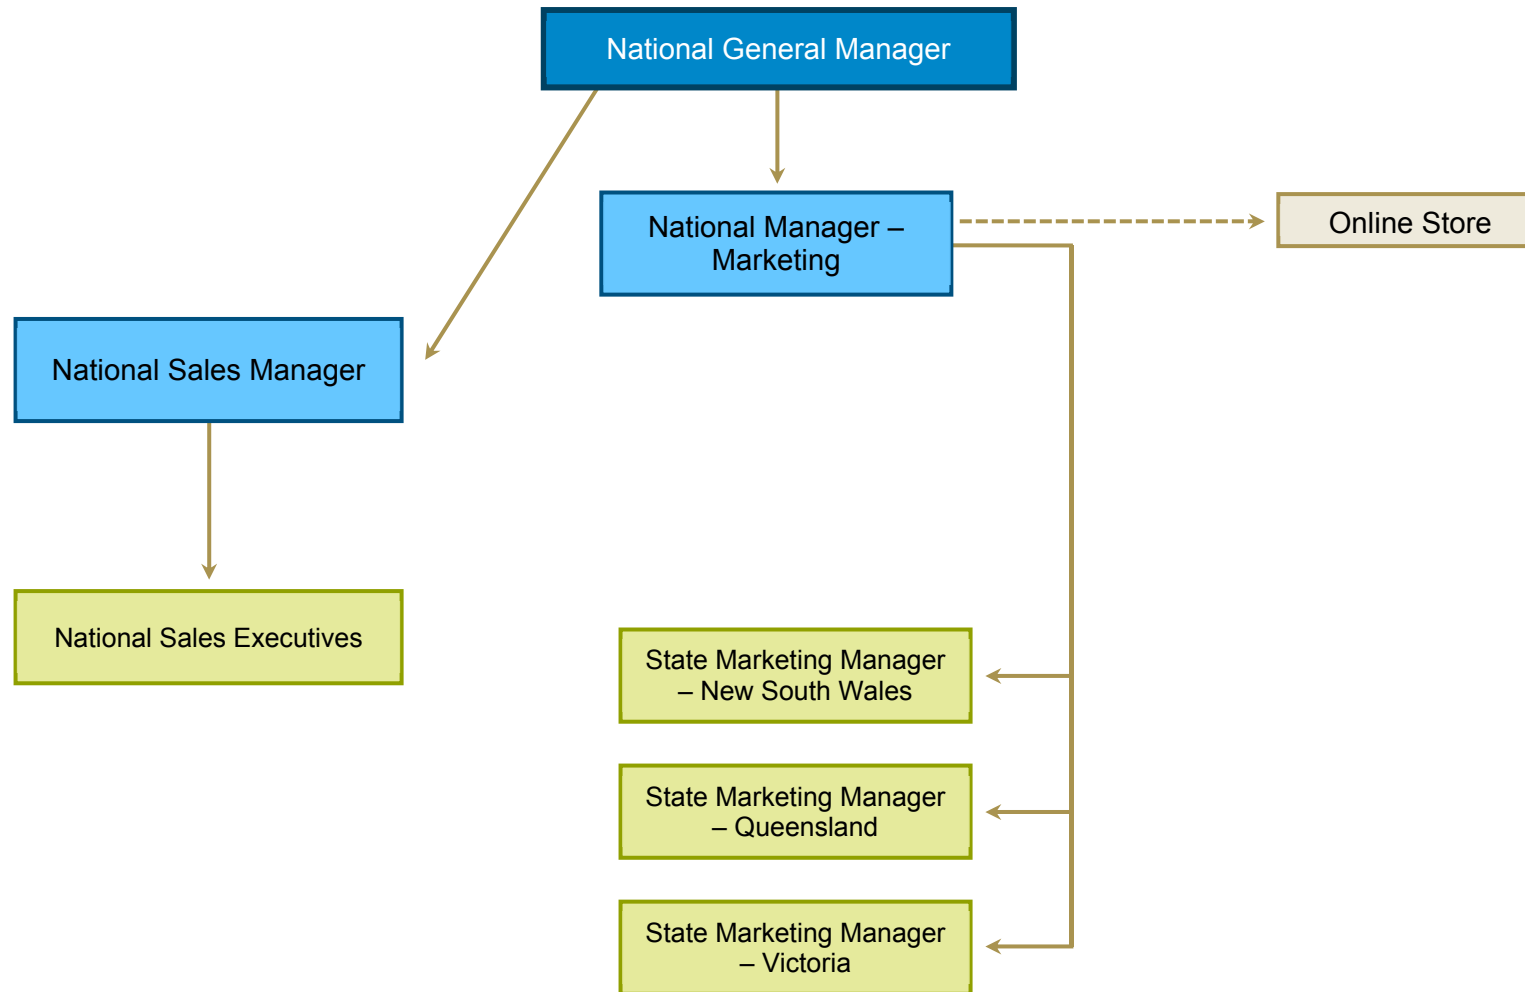 National General Manager
National Manager –
Marketing
Online Store
National Sales Manager
National Sales Executives
State Marketing Manager
– New South Wales
State Marketing Manager
– Queensland
State Marketing Manager
– Victoria